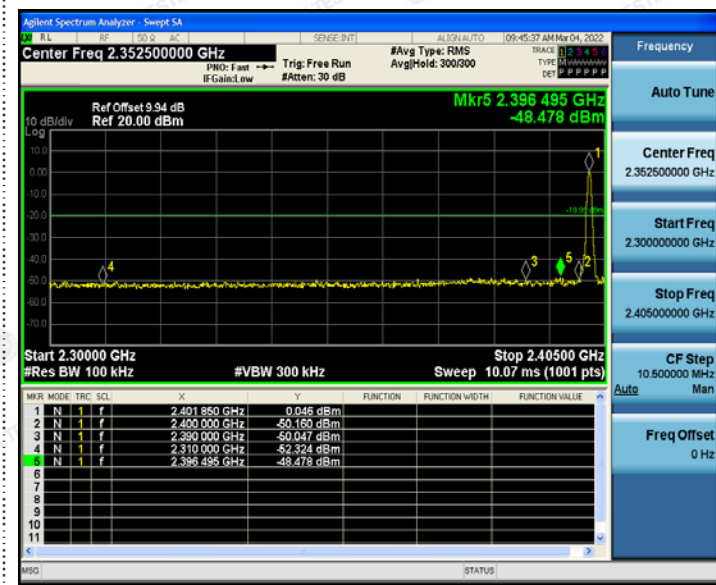 Agilent Spectrum Analyzer - Swept SA
RL RF 50 Ω AC SENSE:INT ALIGN AUTO 09:45:37 AM Mar 04, 2022
Center Freq 2.352500000 GHz
PNO: Fast
IFGain:Low
Trig: Free Run
#Atten: 30 dB
#Avg Type: RMS
Avg|Hold: 300/300
TRACE 1 2 3 4 5 6
TYPE M
DET P P P P P P
Frequency
Auto Tune
Center Freq
2.352500000 GHz
Start Freq
2.300000000 GHz
Stop Freq
2.405000000 GHz
CF Step
10.500000 MHz
Auto Man
Freq Offset
0 Hz
Mkr5 2.396 495 GHz
-48.478 dBm
Ref Offset 9.94 dB
10 dB/div Ref 20.00 dBm
Log
10.0
0.00
-10.0
-20.0
-30.0
-40.0
-50.0
-60.0
-70.0
1
-19.95 dBm
4
3
5
2
Start 2.30000 GHz Stop 2.40500 GHz
#Res BW 100 kHz #VBW 300 kHz Sweep 10.07 ms (1001 pts)
MKR MODE TRC SCL X Y FUNCTION FUNCTION WIDTH FUNCTION VALUE
1 N 1 f 2.401 850 GHz 0.046 dBm
2 N 1 f 2.400 000 GHz -50.160 dBm
3 N 1 f 2.390 000 GHz -50.047 dBm
4 N 1 f 2.310 000 GHz -52.324 dBm
5 N 1 f 2.396 495 GHz -48.478 dBm
6
7
8
9
10
11
MSG STATUS